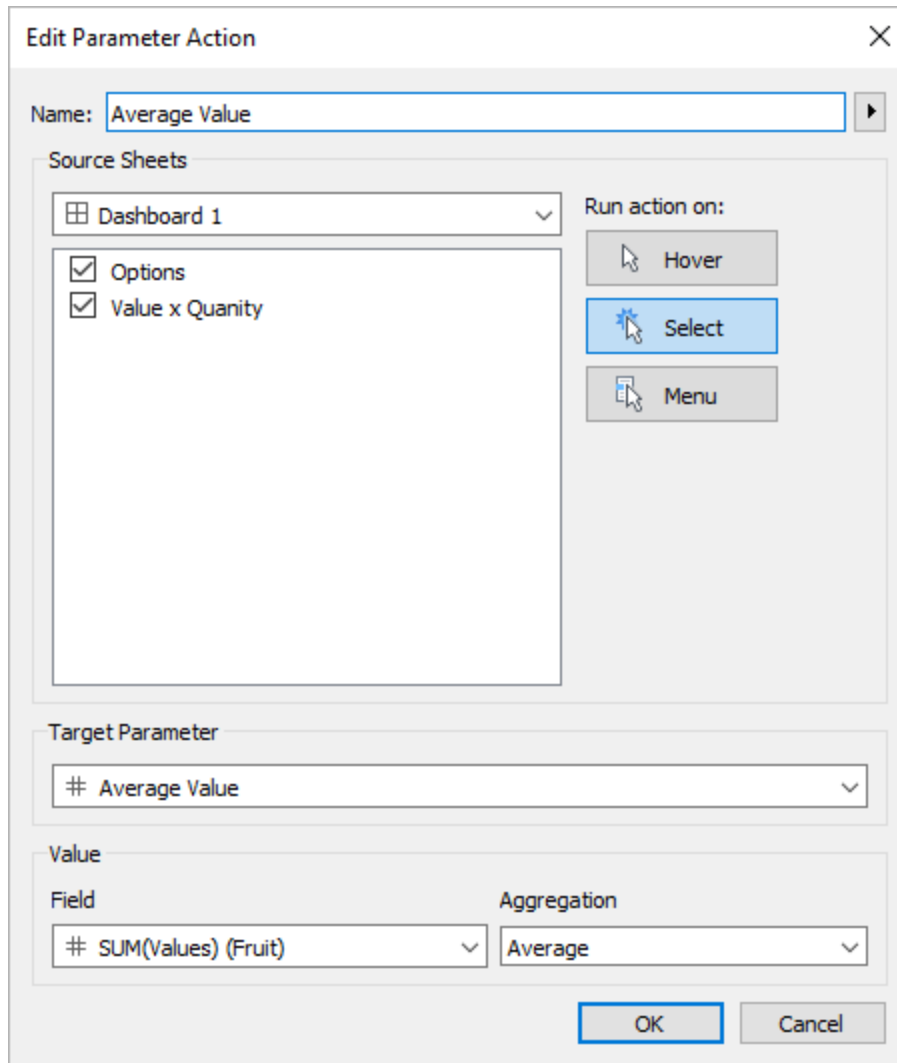 Edit Parameter Action
Name: Average Value
Source Sheets
Dashboard 1
Run action on:
Options
Value x Quanity
Hover
Select
Menu
Target Parameter
Average Value
Value
Field
Aggregation
SUM(Values) (Fruit)
Average
OK
Cancel